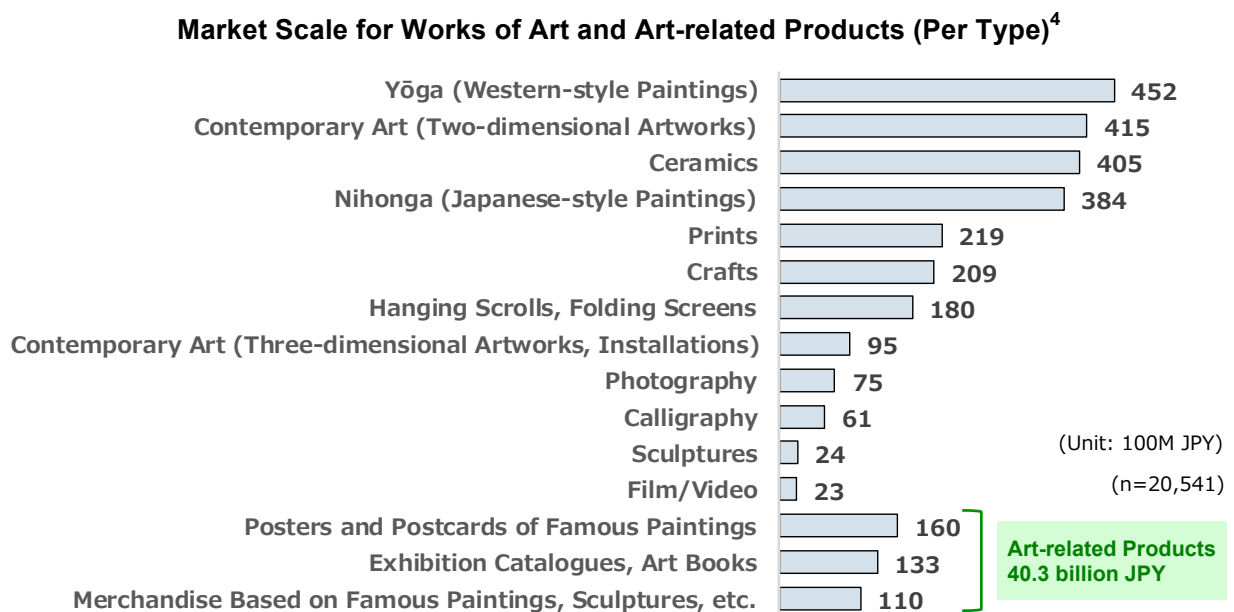 Market Scale for Works of Art and Art-related Products (Per Type)4
Yōga (Western-style Paintings) 452
Contemporary Art (Two-dimensional Artworks) 415
Ceramics 405
Nihonga (Japanese-style Paintings) 384
Prints 219
Crafts 209
Hanging Scrolls, Folding Screens 180
Contemporary Art (Three-dimensional Artworks, Installations) 95
Photography 75
Calligraphy 61
Sculptures 24
(Unit: 100M JPY)
Film/Video 23
(n=20,541)
Posters and Postcards of Famous Paintings 160
Exhibition Catalogues, Art Books 133
Merchandise Based on Famous Paintings, Sculptures, etc. 110
Art-related Products
40.3 billion JPY